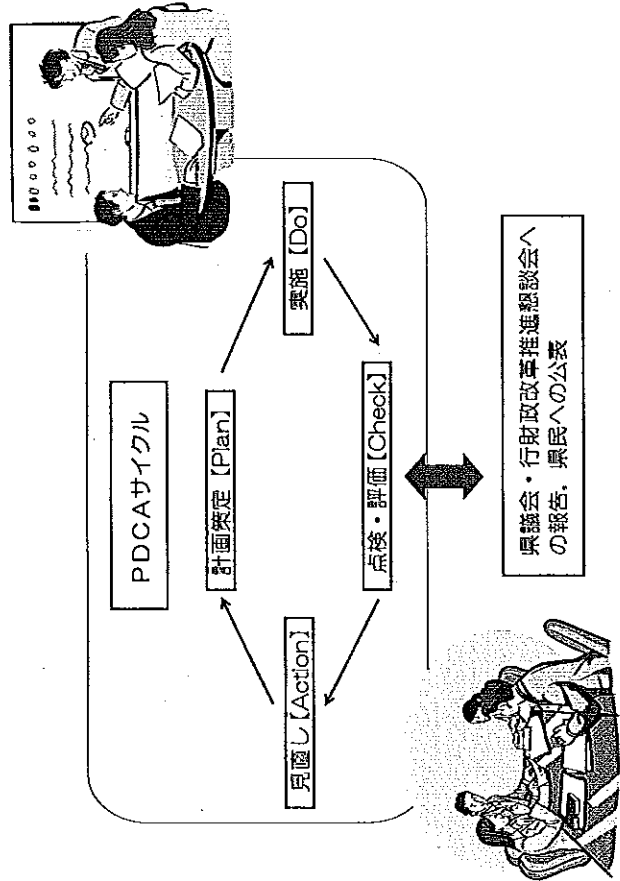 PDCAサイクル
計画策定【Plan】
実施【Do】
点検・評価【Check】
見直し【Action】
県議会・行財政改革推進懇談会へ
の報告，県民への公表